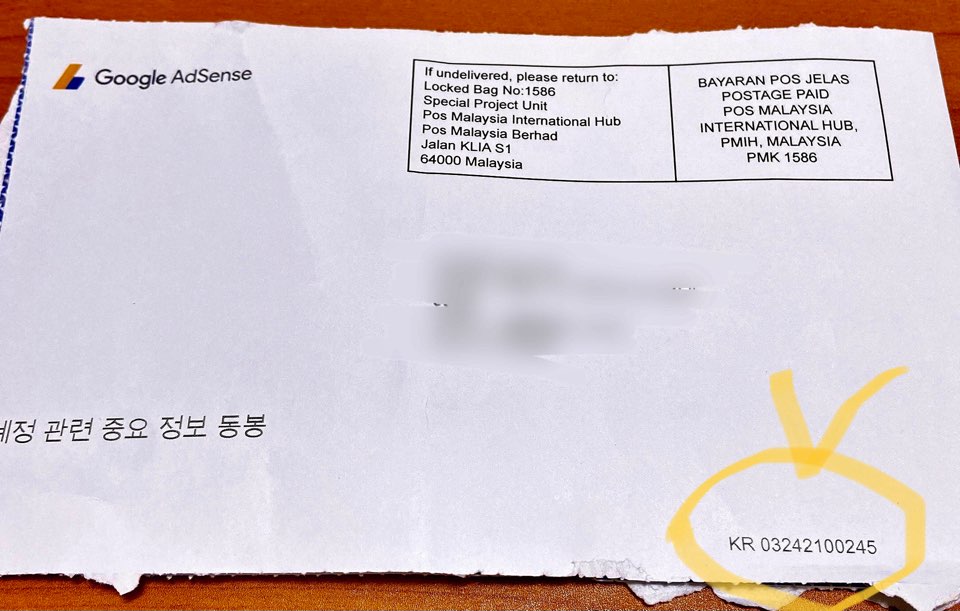 Google AdSense
If undelivered, please return to:
Locked Bag No:1586
Special Project Unit
Pos Malaysia International Hub
Pos Malaysia Berhad
Jalan KLIA S1
64000 Malaysia
BAYARAN POS JELAS
POSTAGE PAID
POS MALAYSIA
INTERNATIONAL HUB,
PMIH, MALAYSIA
PMK 1586
관련 중요 정보 동봉
KR 03242100245